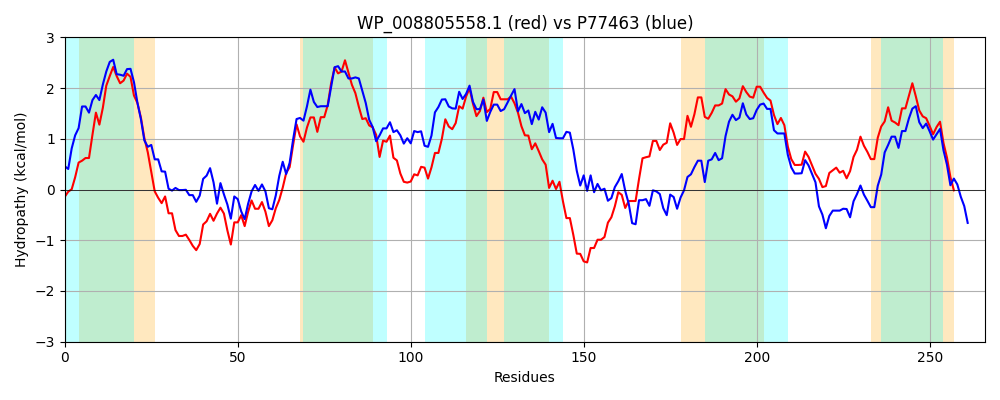 WP_008805558.1 (red) vs P77463 (blue)
Hydropathy (kcal/mol)
3
2
1
0
−1
−2
−3
0 50 100 150 200 250
Residues